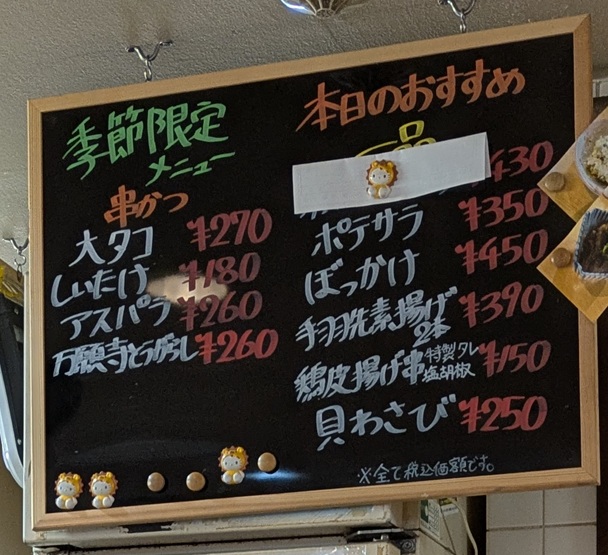 季節限定
メニュー
串かつ
大タコ ¥270
しいたけ ¥180
アスパラ ¥260
万願寺とうがらし ¥260
本日のおすすめ
一品
¥430
ポテサラ ¥350
ぼっかけ ¥450
手羽先素揚げ 2本 ¥390
鶏皮揚げ串 特製タレ 塩胡椒 ¥150
貝わさび ¥250
※全て税込価額です。